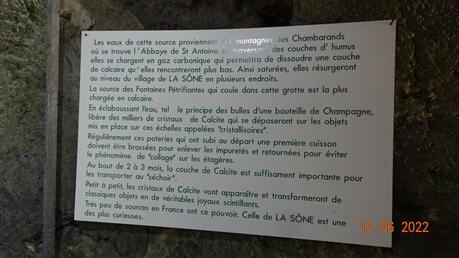 Les eaux de cette source proviennent des montagnes des Chambarands
où se trouve l'Abbaye de St Antoine. traversant des couches d' humus
elles se chargent en gaz carbonique qui permettra de dissoudre une couche
de calcaire qu'elles rencontreront plus bas. Ainsi saturées, elles résurgeront
au niveau du village de LA SÔNE en plusieurs endroits.
La source des Fontaines Pétrifiantes qui coule dans cette grotte est la plus
chargée en calcaire.
En éclaboussant l'eau, tel le principe des bulles d'une bouteille de Champagne,
libère des milliers de cristaux de Calcite qui se déposeront sur les objets
mis en place sur ces échelles appelées "cristallisoires".
Régulièrement ces poteries qui ont subi au départ une première cuisson
doivent être brossées pour enlever les impuretés et retournées pour éviter
le phénomène de "collage" sur les étagères.
Au bout de 2 à 3 mois, la couche de Calcite est suffisament importante pour
les transporter au "séchoir".
Petit à petit, les cristaux de Calcite vont apparaître et transformeront de
classiques objets en de véritables joyaux scintillants.
Trés peu de sources en France ont ce pouvoir. Celle de LA SÔNE est une
des plus curieuses.
10 06 2022